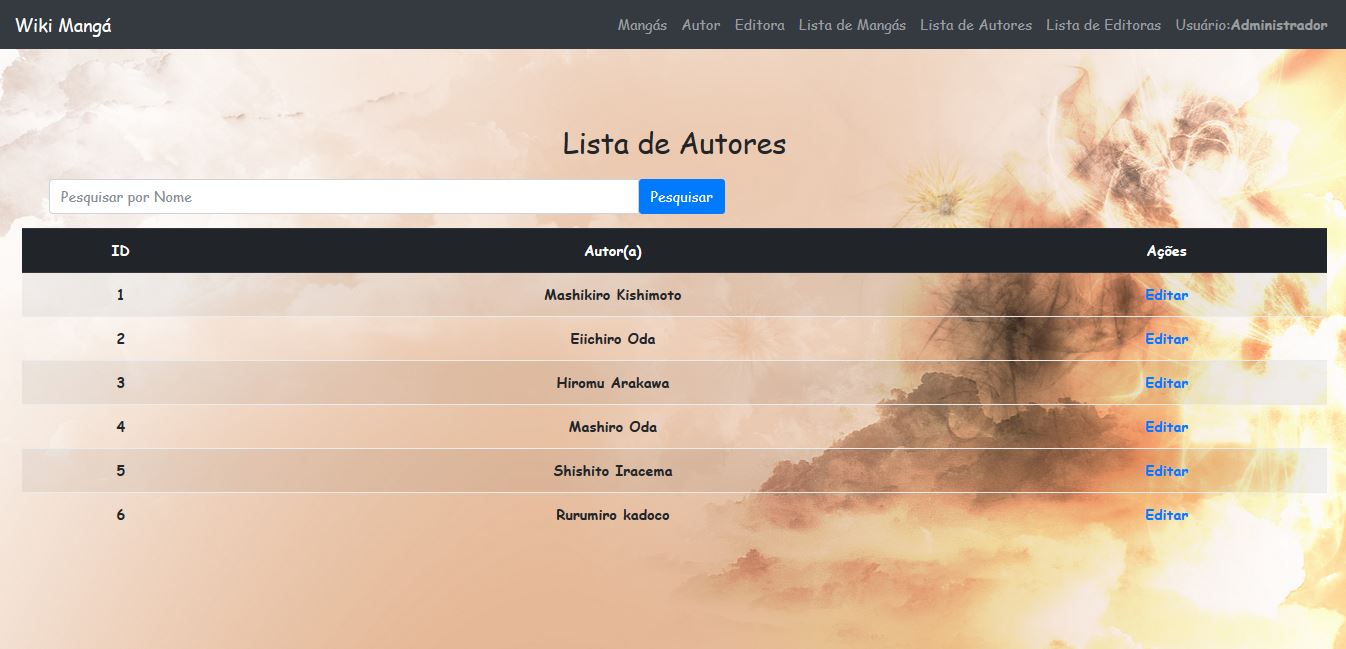 Wiki Mangá Mangás Autor Editora Lista de Mangás Lista de Autores Lista de Editoras Usuário:Administrador
Lista de Autores
Pesquisar por Nome Pesquisar
ID Autor(a) Ações
1 Mashikiro Kishimoto Editar
2 Eiichiro Oda Editar
3 Hiromu Arakawa Editar
4 Mashiro Oda Editar
5 Shishito Iracema Editar
6 Rurumiro kadoco Editar